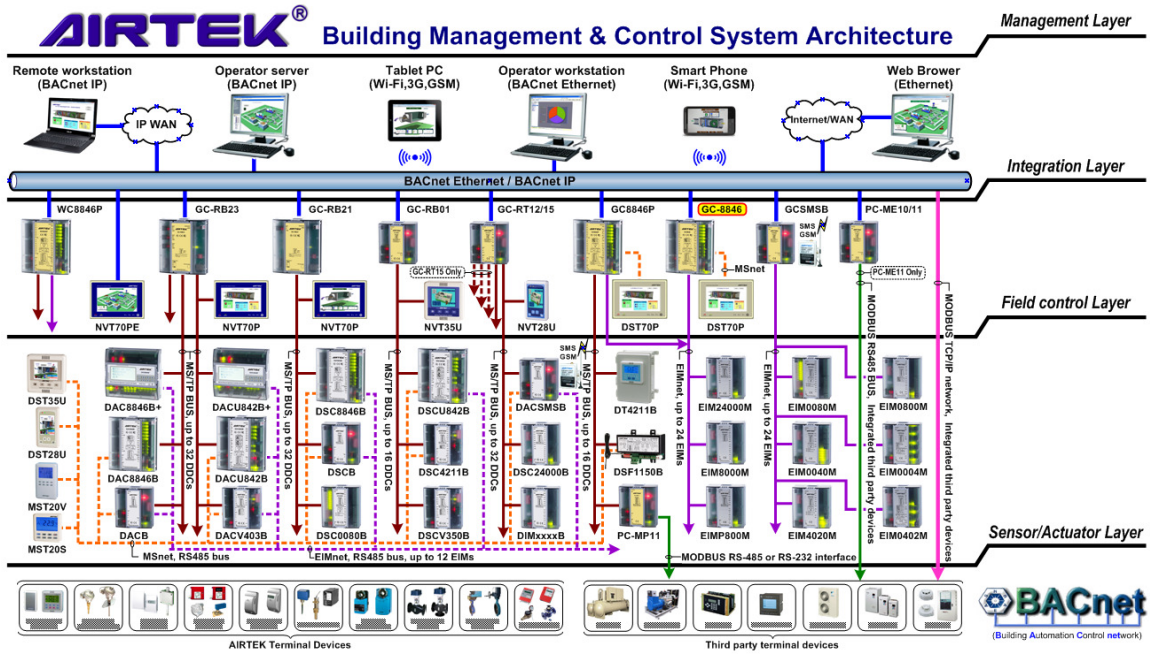 AIRTEK®
Building Management & Control System Architecture
Management Layer
Remote workstation
(BACnet IP)
Operator server
(BACnet IP)
Tablet PC
(Wi-Fi,3G,GSM)
Operator workstation
(BACnet Ethernet)
Smart Phone
(Wi-Fi,3G,GSM)
Web Brower
(Ethernet)
IP WAN
Internet/WAN
Integration Layer
BACnet Ethernet / BACnet IP
WC8846P
GC-RB23
GC-RB21
GC-RB01
GC-RT12/15
GC8846P
GC-8846
GCSMSB
PC-ME10/11
SMS
GSM
GC-RT15 Only
MSnet
PC-ME11 Only
NVT70PE
NVT70P
NVT70P
NVT35U
NVT28U
DST70P
DST70P
Field control Layer
DST35U
DST28U
MST20V
MST20S
DAC8846B+
DACU842B+
DSC8846B
DSCU842B
SMS
GSM
DACSMSB
DT4211B
EIM24000M
EIM0080M
EIM0800M
DAC8846B
DACU842B
DSCB
DSC4211B
DSC24000B
DSF1150B
EIM8000M
EIM0040M
EIM0004M
DACB
DACV403B
DSC0080B
DSCV350B
DIMxxxxB
PC-MP11
EIMP800M
EIM4020M
EIM0402M
MS/TP BUS, up to 32 DDCs
MS/TP BUS, up to 32 DDCs
MS/TP BUS, up to 16 DDCs
MS/TP BUS, up to 32 DDCs
MS/TP BUS, up to 16 DDCs
EIMnet, up to 24 EIMs
EIMnet, up to 24 EIMs
MODBUS RS485 BUS, Integrated third party devices
MODBUS TCP/IP network, Integrated third party devices
MSnet, RS485 bus
EIMnet, RS485 bus, up to 12 EIMs
MODBUS RS-485 or RS-232 interface
Sensor/Actuator Layer
AIRTEK Terminal Devices
Third party terminal devices
BACnet
(Building Automation Control network)